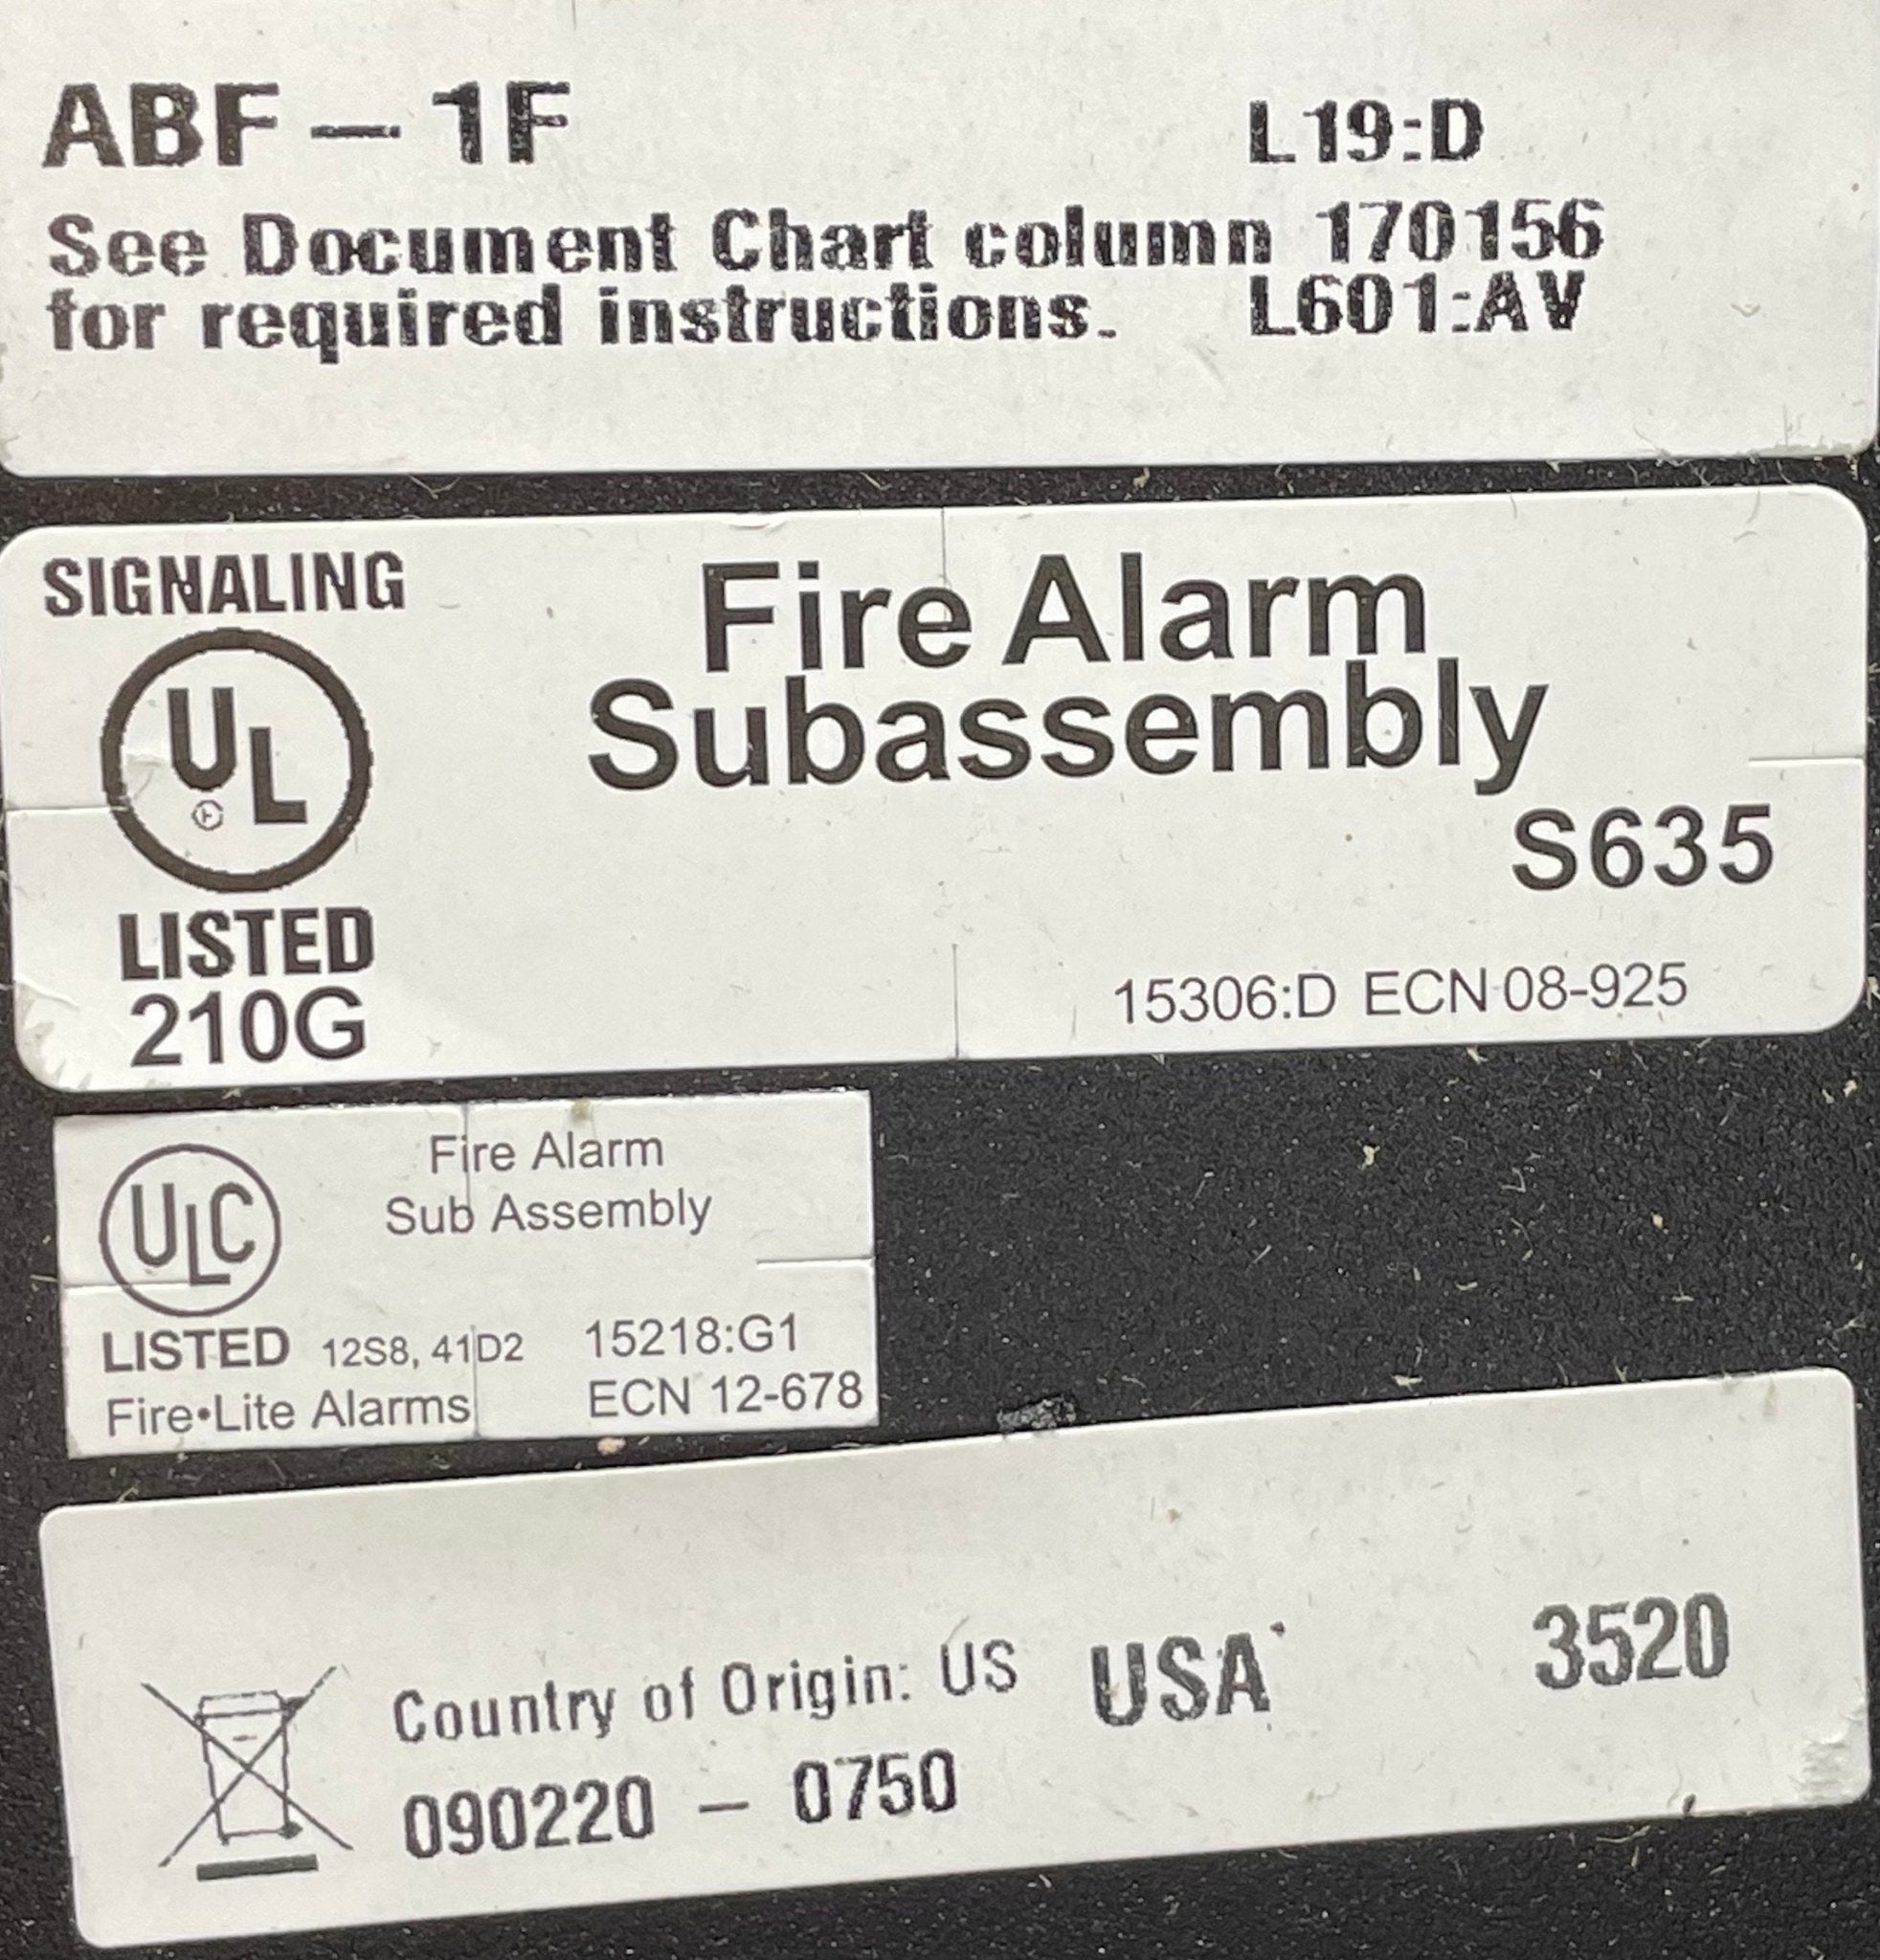 ABF - 1F L19:D
See Document Chart column 170156
for required instructions. L601:AV
SIGNALING
UL
LISTED
210G
Fire Alarm
Subassembly
S635
15306:D ECN 08-925
ULC
Fire Alarm
Sub Assembly
LISTED 12S8, 41D2 15218:G1
Fire•Lite Alarms ECN 12-678
Country of Origin: US USA 3520
090220 - 0750